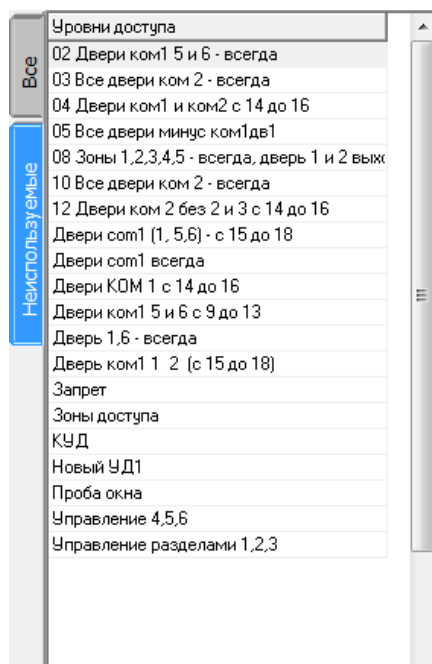 Все
Неиспользуемые
Уровни доступа
02 Двери ком1 5 и 6 - всегда
03 Все двери ком 2 - всегда
04 Двери ком1 и ком2 с 14 до 16
05 Все двери минус ком1дв1
08 Зоны 1,2,3,4,5 - всегда, дверь 1 и 2 вых
10 Все двери ком 2 - всегда
12 Двери ком 2 без 2 и 3 с 14 до 16
Двери com1 (1, 5,6) - с 15 до 18
Двери com1 всегда
Двери КОМ 1 с 14 до 16
Двери ком1 5 и 6 с 9 до 13
Дверь 1,6 - всегда
Дверь ком1 1  2  (с 15 до 18)
Запрет
Зоны доступа
КУД
Новый УД1
Проба окна
Управление 4,5,6
Управление разделами 1,2,3